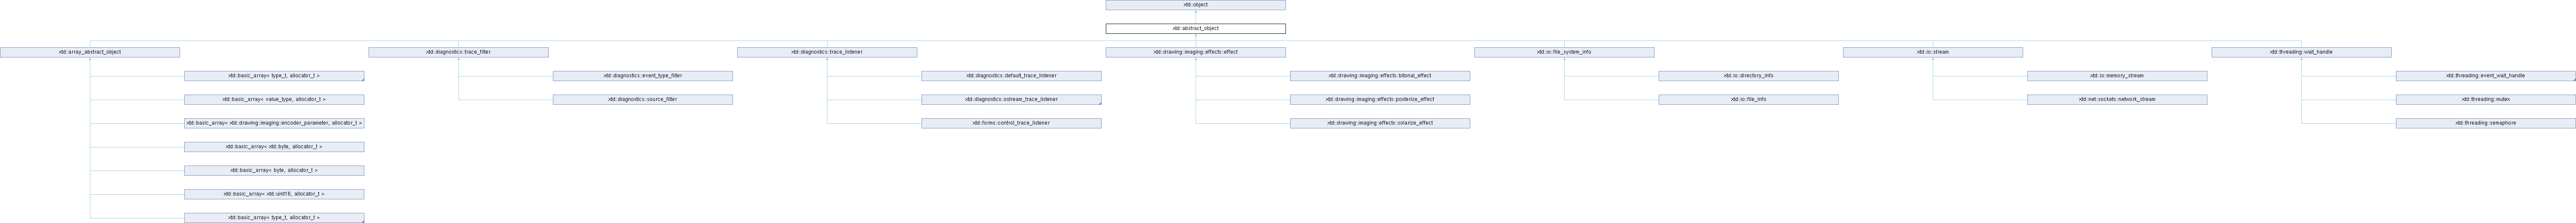 xtd::object
xtd::abstract_object
xtd::array_abstract_object
xtd::diagnostics::trace_filter
xtd::diagnostics::trace_listener
xtd::drawing::imaging::effects::effect
xtd::io::file_system_info
xtd::io::stream
xtd::threading::wait_handle
xtd::basic_array< type_t, allocator_t >
xtd::diagnostics::event_type_filter
xtd::diagnostics::default_trace_listener
xtd::drawing::imaging::effects::bitonal_effect
xtd::io::directory_info
xtd::io::memory_stream
xtd::threading::event_wait_handle
xtd::basic_array< value_type, allocator_t >
xtd::diagnostics::source_filter
xtd::diagnostics::ostream_trace_listener
xtd::drawing::imaging::effects::posterize_effect
xtd::io::file_info
xtd::net::sockets::network_stream
xtd::threading::mutex
xtd::basic_array< xtd::drawing::imaging::encoder_parameter, allocator_t >
xtd::forms::control_trace_listener
xtd::drawing::imaging::effects::solarize_effect
xtd::threading::semaphore
xtd::basic_array< xtd::byte, allocator_t >
xtd::basic_array< byte, allocator_t >
xtd::basic_array< xtd::uint16, allocator_t >
xtd::basic_array< type_t, allocator_t >